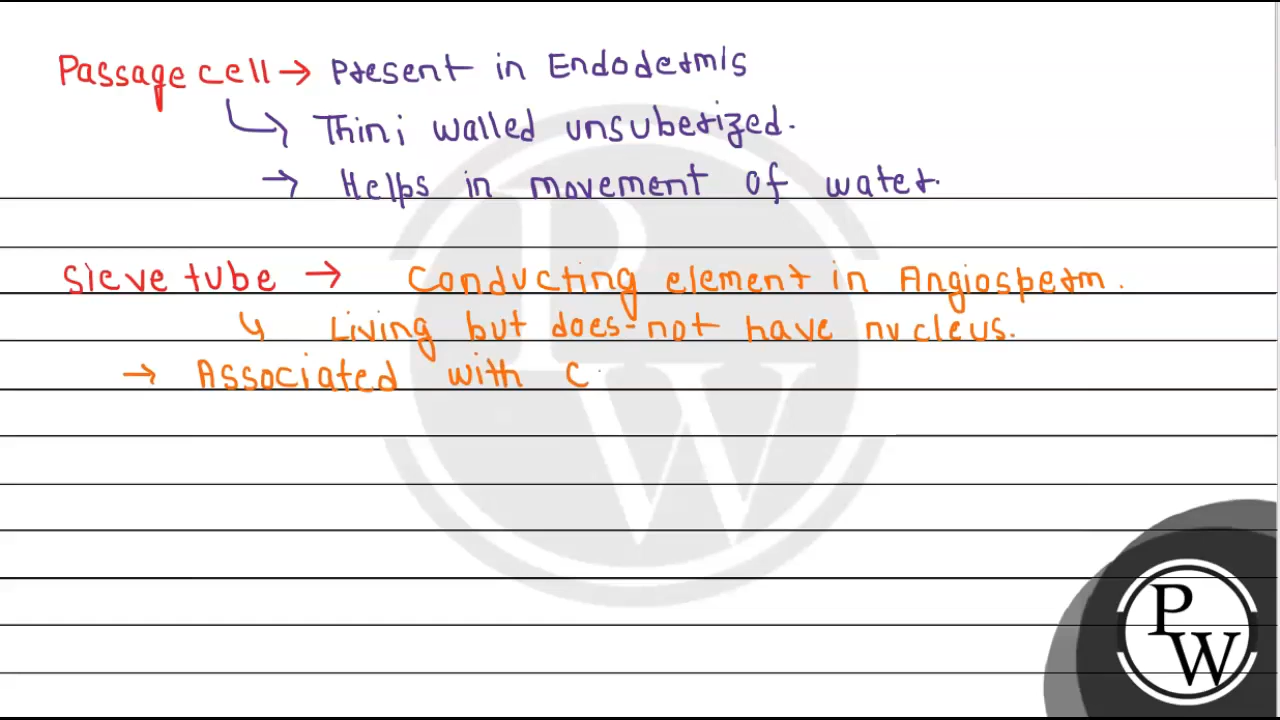 Passage cell → Present in Endodermis
↳ Thin; walled unsuberized.
→ Helps in movement of water.
Sieve tube → Conducting element in Angiosperm.
↳ Living but does-not have nucleus.
→ Associated with C
P
W
P
W